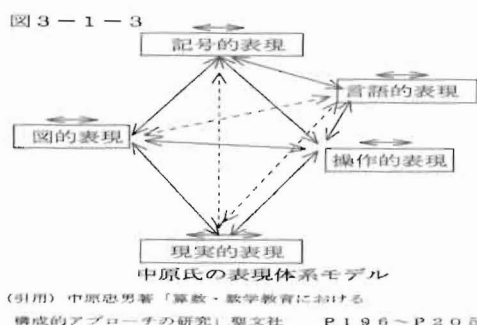 図３－１－３
記号的表現
言語的表現
図的表現
操作的表現
現実的表現
中原氏の表現体系モデル
(引用) 中原忠男著「算数・数学教育における
構成的アプローチの研究」聖文社　Ｐ１９６～Ｐ２０５